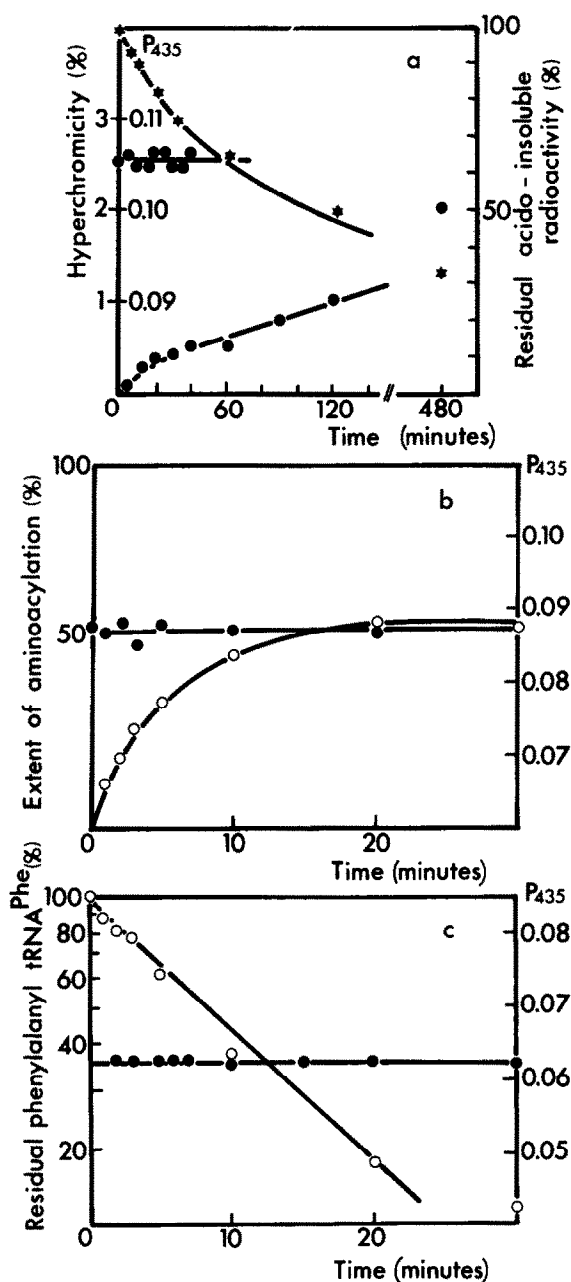 100
P435
a
Hyperchromicity (%)
3
0.11
2
0.10
50
1
0.09
Residual acido-insoluble
radioactivity (%)
0
60
120
480
Time (minutes)
100
P435
b
Extent of aminoacylation (%)
0.10
0.09
50
0.08
0.07
0
10
20
Time (minutes)
Residual phenylalanyl tRNAPhe(%)
100
P435
c
80
0.08
60
0.07
40
0.06
20
0.05
0
10
20
Time (minutes)